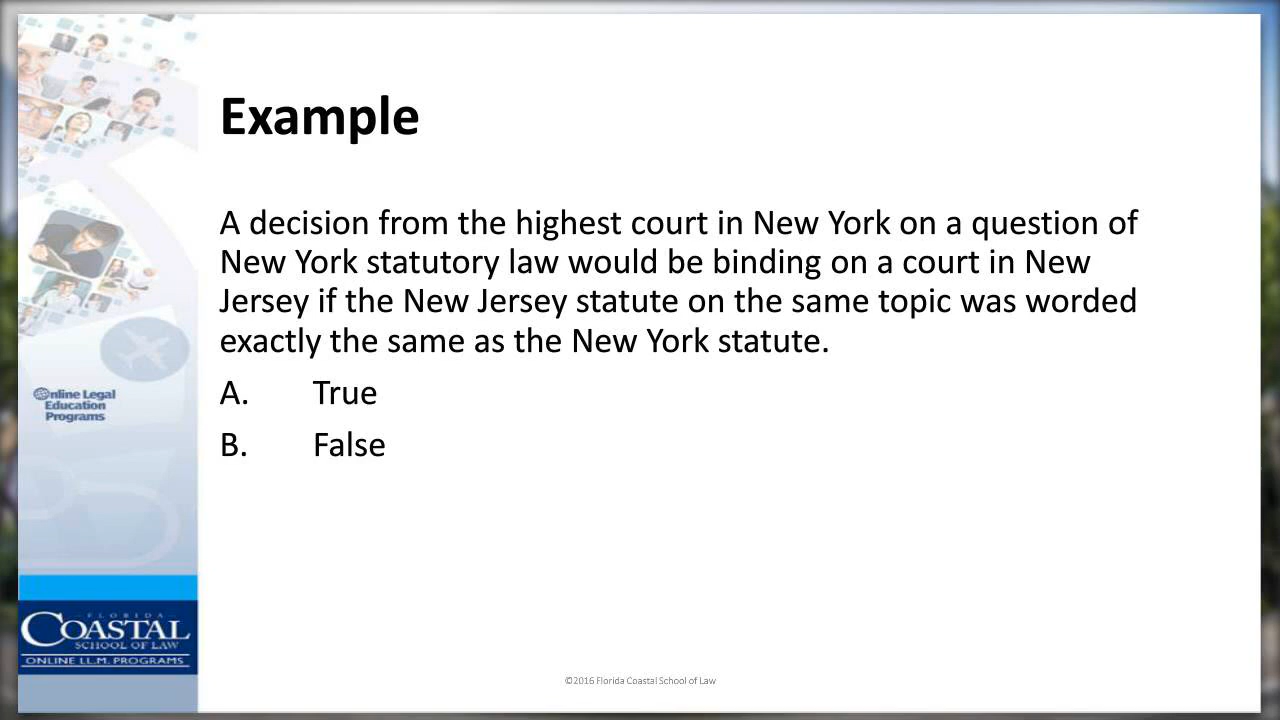 Example
A decision from the highest court in New York on a question of
New York statutory law would be binding on a court in New
Jersey if the New Jersey statute on the same topic was worded
exactly the same as the New York statute.
A. True
B. False
Online Legal
Education
Programs
FLORIDA
COASTAL
SCHOOL OF LAW
ONLINE LL.M. PROGRAMS
©2016 Florida Coastal School of Law